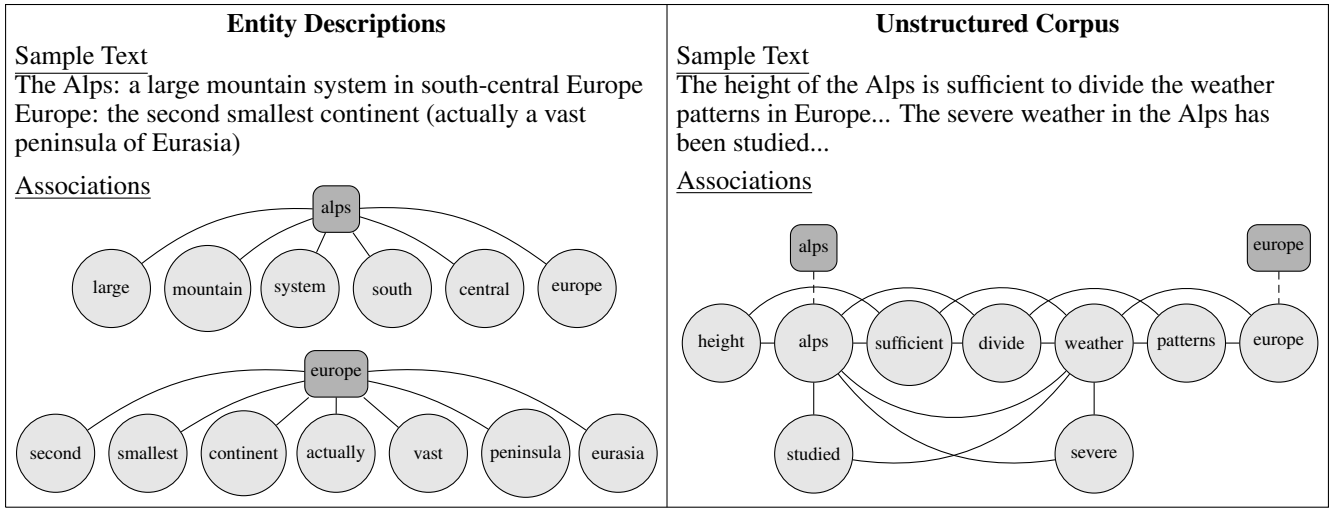 Entity Descriptions
Sample Text
The Alps: a large mountain system in south-central Europe
Europe: the second smallest continent (actually a vast
peninsula of Eurasia)
Associations
alps
large mountain system south central europe
europe
second smallest continent actually vast peninsula eurasia
Unstructured Corpus
Sample Text
The height of the Alps is sufficient to divide the weather
patterns in Europe... The severe weather in the Alps has
been studied...
Associations
alps europe
height alps sufficient divide weather patterns europe
studied severe